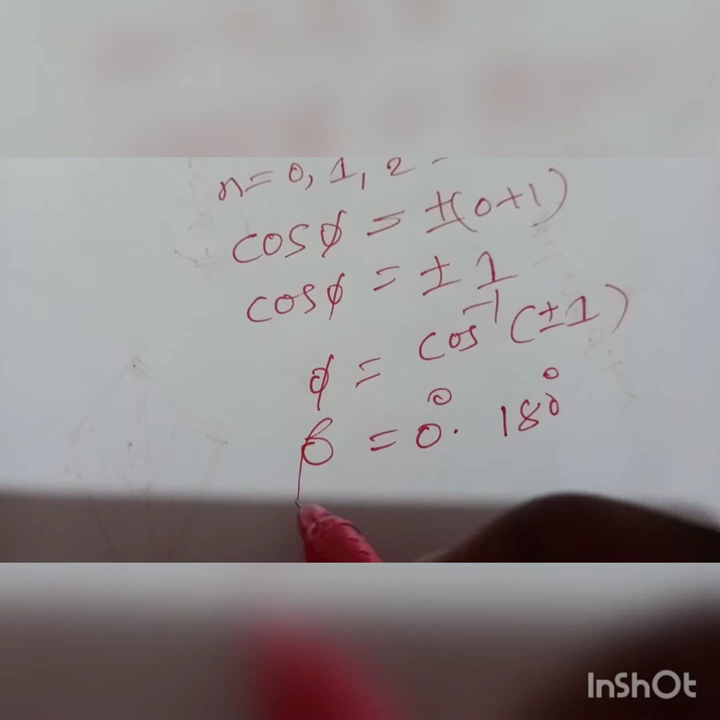 n = 0, 1, 2 -
cosϕ = ±(0+1)
cosϕ = ± 1
ϕ = cos⁻¹ (±1)
β = 0°. 180°
InShOt